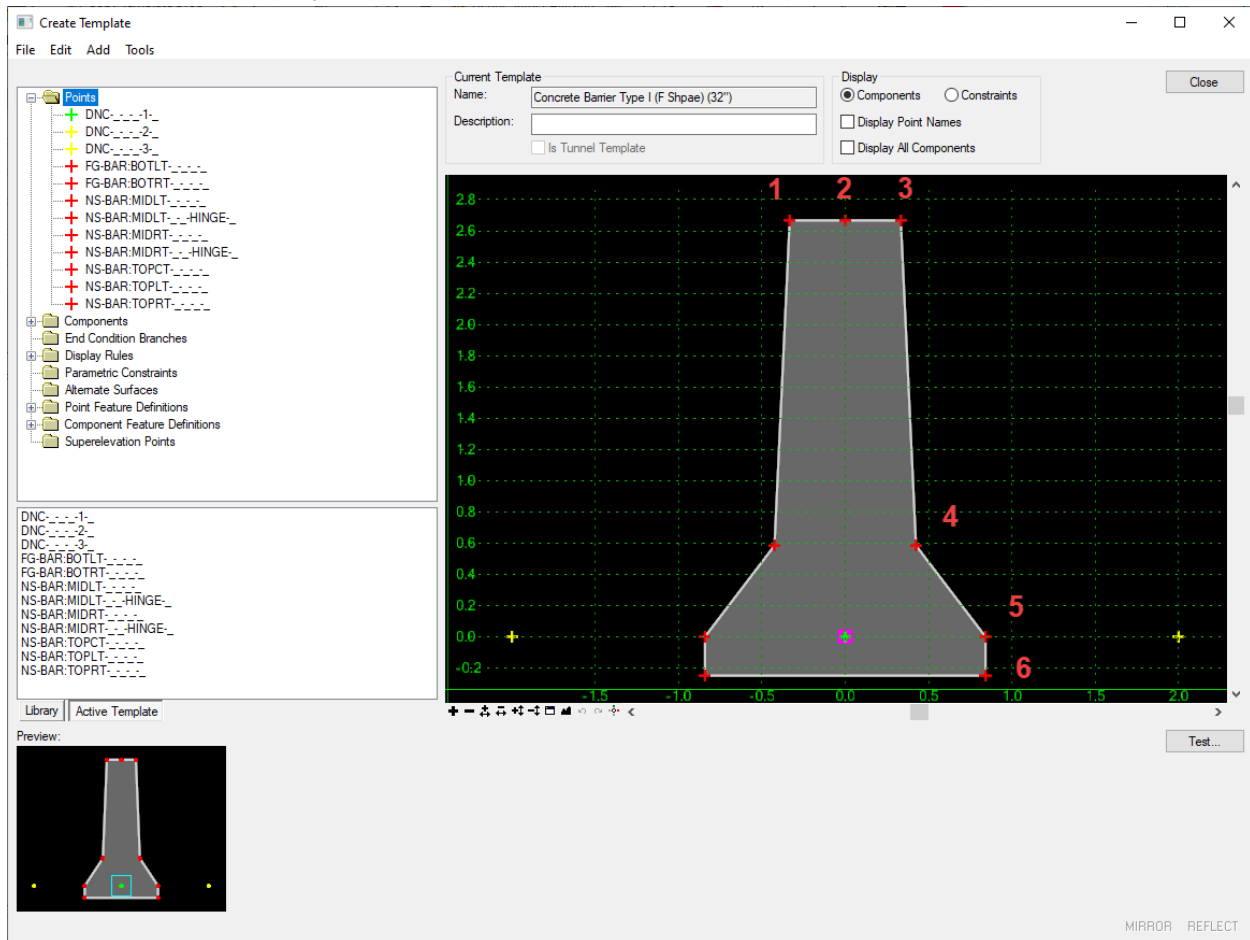 Create Template
File Edit Add Tools
Points
DNC-_-_-_-1-_
DNC-_-_-_-2-_
DNC-_-_-_-3-_
FG-BAR:BOTLT-_-_-_-_
FG-BAR:BOTRT-_-_-_-_
NS-BAR:MIDLT-_-_-_-_
NS-BAR:MIDLT-_-_-HINGE-_
NS-BAR:MIDRT-_-_-_-_
NS-BAR:MIDRT-_-_-HINGE-_
NS-BAR:TOPCT-_-_-_-_
NS-BAR:TOPLT-_-_-_-_
NS-BAR:TOPRT-_-_-_-_
Components
End Condition Branches
Display Rules
Parametric Constraints
Alternate Surfaces
Point Feature Definitions
Component Feature Definitions
Superelevation Points
DNC-_-_-_-1-_
DNC-_-_-_-2-_
DNC-_-_-_-3-_
FG-BAR:BOTLT-_-_-_-_
FG-BAR:BOTRT-_-_-_-_
NS-BAR:MIDLT-_-_-_-_
NS-BAR:MIDLT-_-_-HINGE-_
NS-BAR:MIDRT-_-_-_-_
NS-BAR:MIDRT-_-_-HINGE-_
NS-BAR:TOPCT-_-_-_-_
NS-BAR:TOPLT-_-_-_-_
NS-BAR:TOPRT-_-_-_-_
Library Active Template
Preview:
Current Template
Name: Concrete Barrier Type I (F Shpae) (32")
Description:
Is Tunnel Template
Display
Components Constraints
Display Point Names
Display All Components
Close
1 2 3
2.8
2.6
2.4
2.2
2.0
1.8
1.6
1.4
1.2
1.0
0.8
4
0.6
0.4
0.2
5
0.0
-0.2
6
-1.5 -1.0 -0.5 0.0 0.5 1.0 1.5 2.0
Test...
MIRROR REFLECT